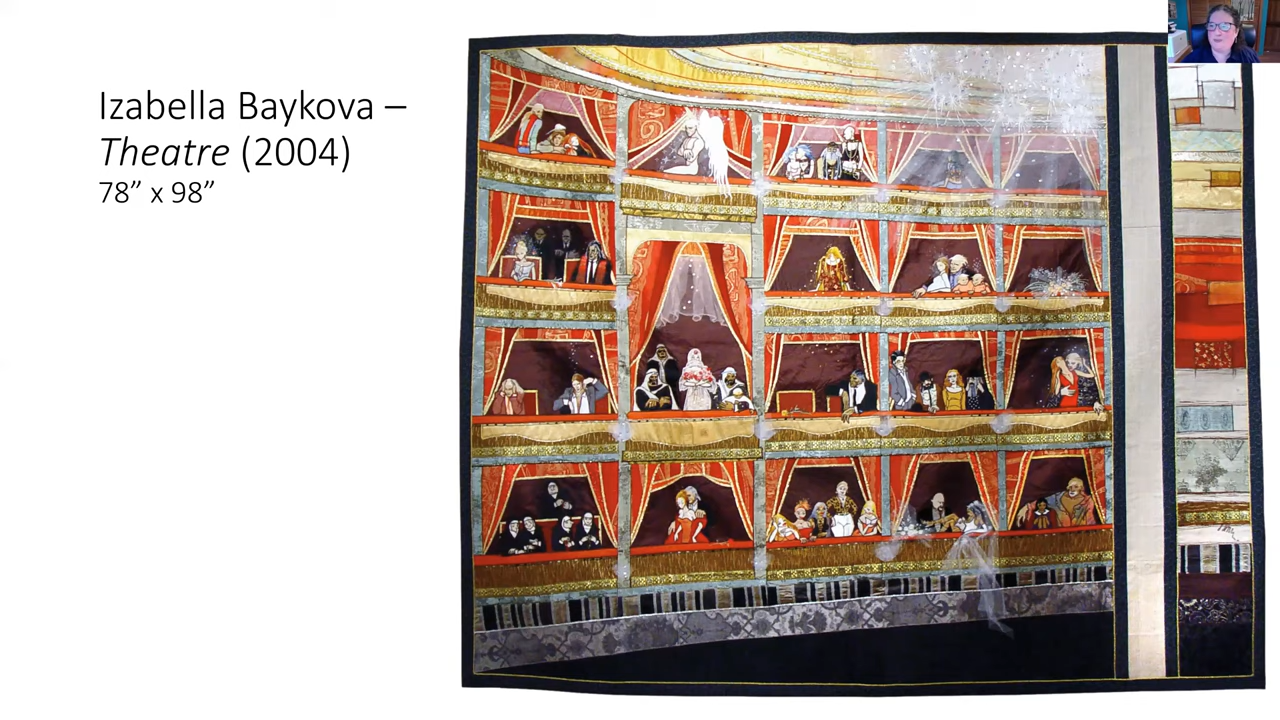 Izabella Baykova –
Theatre (2004)
78” x 98”